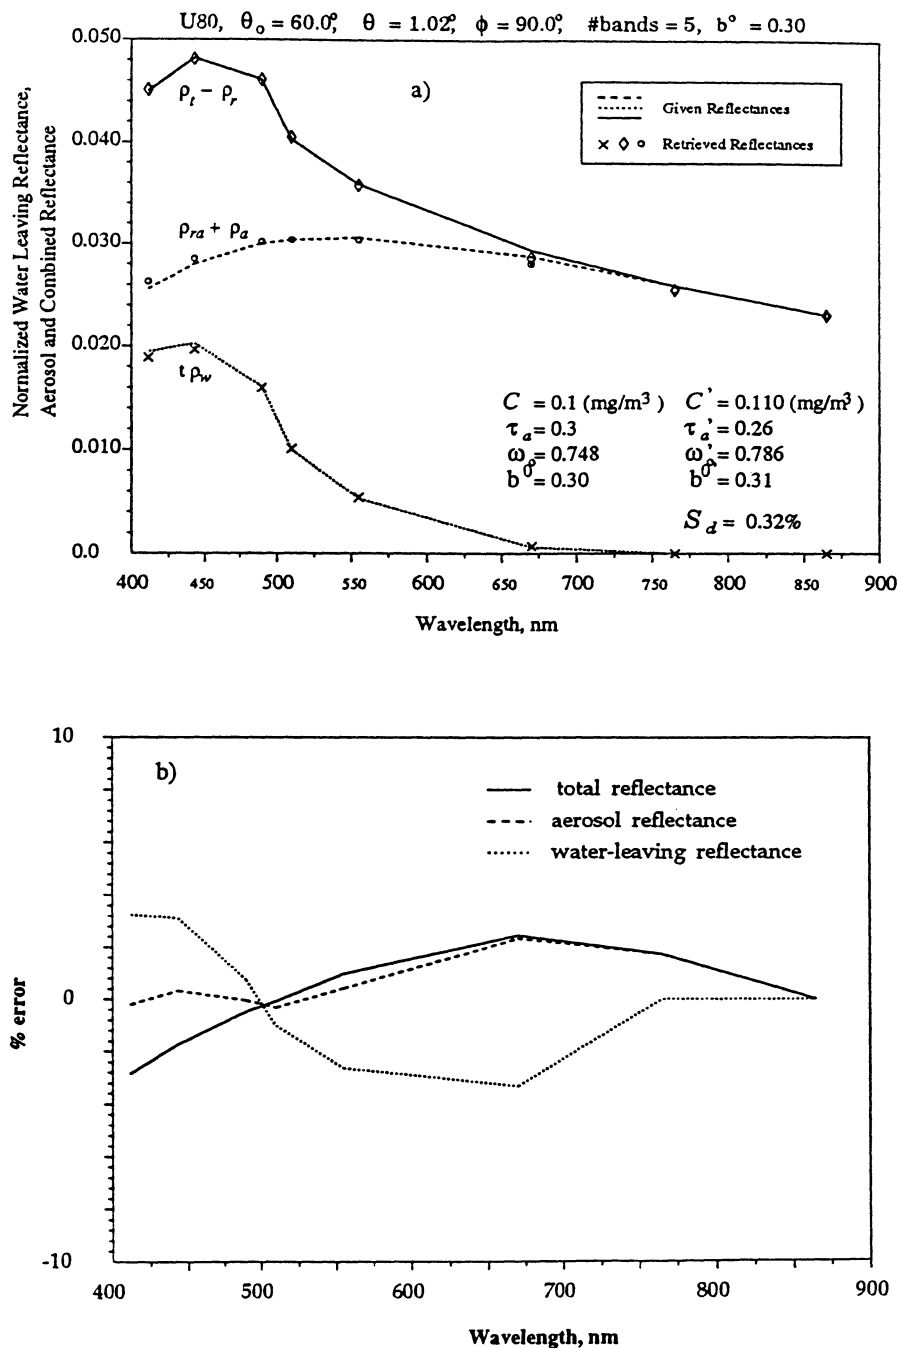 U80, θo = 60.0°, θ = 1.02°, ϕ = 90.0°, #bands = 5, b° = 0.30
Normalized Water Leaving Reflectance,
Aerosol and Combined Reflectance
0.050
0.040
0.030
0.020
0.010
0.0
a)
ρt − ρr
ρra + ρa
t ρw
Given Reflectances
Retrieved Reflectances
C = 0.1 (mg/m³ )
τa = 0.3
ωo = 0.748
b⁰ = 0.30
C' = 0.110 (mg/m³ )
τa' = 0.26
ωo' = 0.786
b⁰' = 0.31
Sd = 0.32%
400 450 500 550 600 650 700 750 800 850 900
Wavelength, nm
b)
total reflectance
aerosol reflectance
water-leaving reflectance
% error
10
0
-10
400 500 600 700 800 900
Wavelength, nm